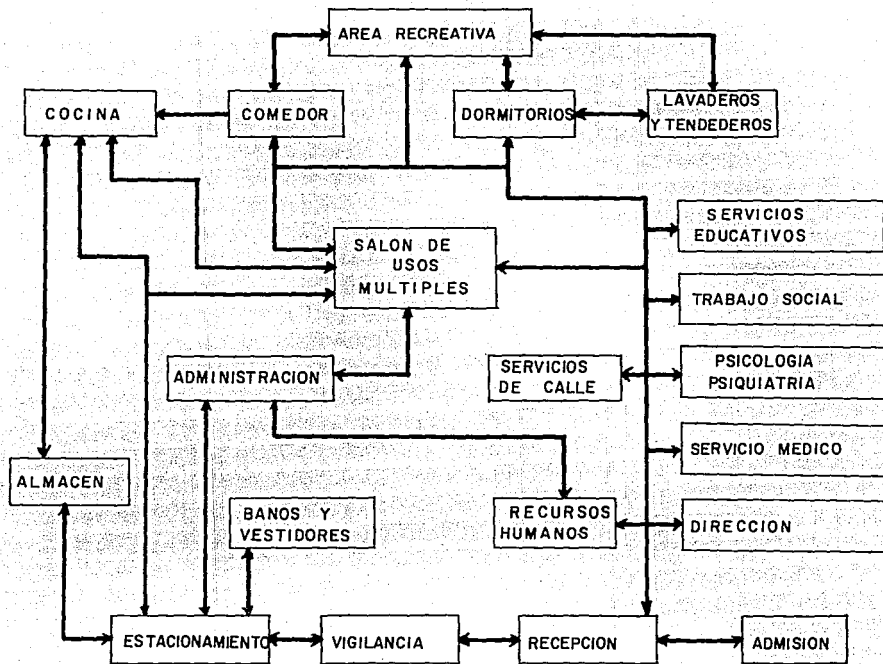 AREA RECREATIVA
COCINA
COMEDOR
DORMITORIOS
LAVADEROS
Y TENDEDEROS
SERVICIOS
EDUCATIVOS
SALON DE
USOS
MULTIPLES
TRABAJO SOCIAL
ADMINISTRACION
SERVICIOS
DE CALLE
PSICOLOGIA
PSIQUIATRIA
SERVICIO MEDICO
ALMACEN
BANOS Y
VESTIDORES
RECURSOS
HUMANOS
DIRECCION
ESTACIONAMIENTO
VIGILANCIA
RECEPCION
ADMISION